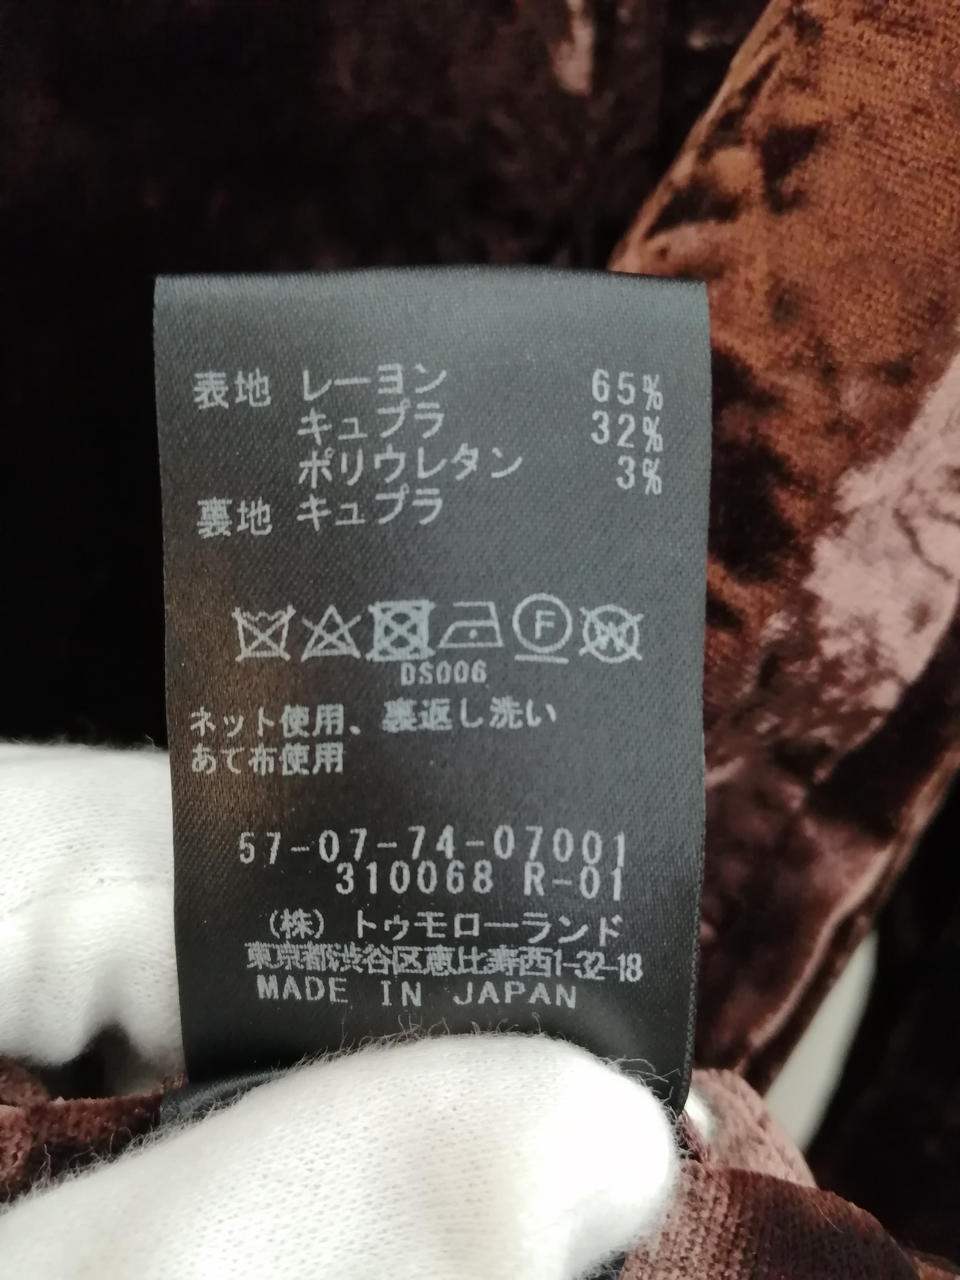 表地 レーヨン 65%
キュプラ 32%
ポリウレタン 3%
裏地 キュプラ
F W
DS006
ネット使用、裏返し洗い
あて布使用
57-07-74-07001
310068 R-01
(株) トゥモローランド
東京都渋谷区恵比寿西1-32-18
MADE IN JAPAN